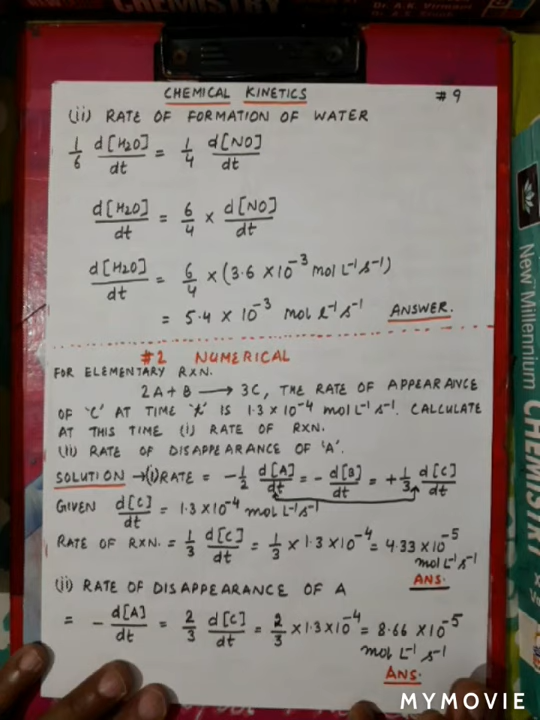 Dr. A.K. Virmani
CHEMICAL KINETICS #9
(ii) RATE OF FORMATION OF WATER
1/6 d[H2O]/dt = 1/4 d[NO]/dt
d[H2O]/dt = 6/4 × d[NO]/dt
d[H2O]/dt = 6/4 × (3.6 × 10⁻³ mol L⁻¹ s⁻¹)
= 5.4 × 10⁻³ mol l⁻¹ s⁻¹ ANSWER.
#2 NUMERICAL
FOR ELEMENTARY RXN.
2A + B → 3C, THE RATE OF APPEARANCE
OF 'C' AT TIME 't' IS 1.3 × 10⁻⁴ mol L⁻¹ s⁻¹. CALCULATE
AT THIS TIME (i) RATE OF RXN.
(ii) RATE OF DISAPPEARANCE OF 'A'.
SOLUTION → (i) RATE = -1/2 d[A]/dt = - d[B]/dt = +1/3 d[C]/dt
GIVEN d[C]/dt = 1.3 × 10⁻⁴ mol L⁻¹ s⁻¹
RATE OF RXN. = 1/3 d[C]/dt = 1/3 × 1.3 × 10⁻⁴ = 4.33 × 10⁻⁵
mol L⁻¹ s⁻¹
ANS.
(ii) RATE OF DISAPPEARANCE OF A
= - d[A]/dt = 2/3 d[C]/dt = 2/3 × 1.3 × 10⁻⁴ = 8.66 × 10⁻⁵
mol L⁻¹ s⁻¹
ANS.
New Millennium
CHEMISTRY
MYMOVIE